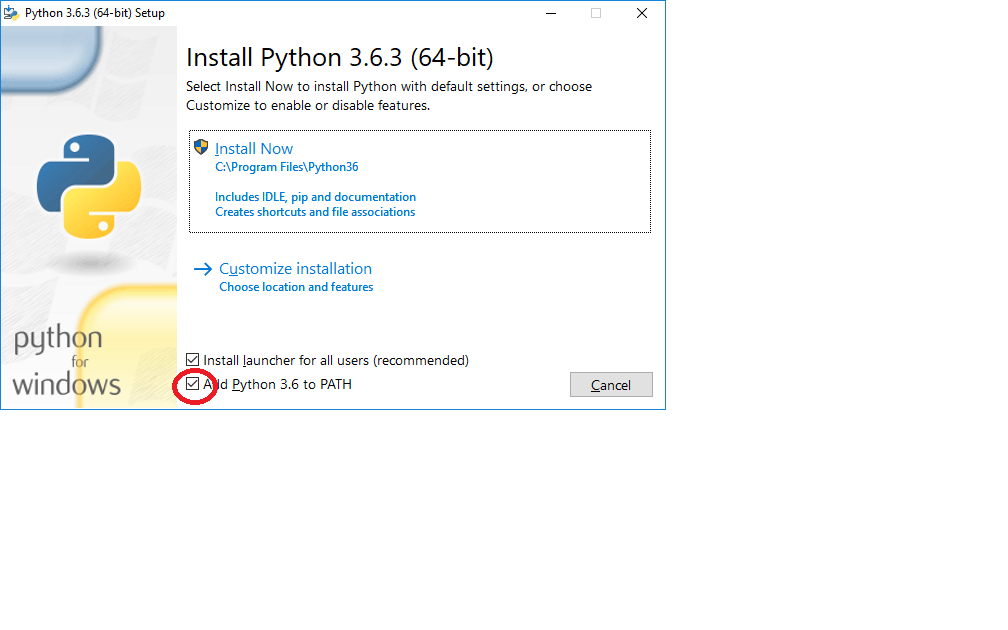 Python 3.6.3 (64-bit) Setup
Install Python 3.6.3 (64-bit)
Select Install Now to install Python with default settings, or choose
Customize to enable or disable features.
Install Now
C:\Program Files\Python36
Includes IDLE, pip and documentation
Creates shortcuts and file associations
Customize installation
Choose location and features
python
for
windows
Install launcher for all users (recommended)
Add Python 3.6 to PATH
Cancel